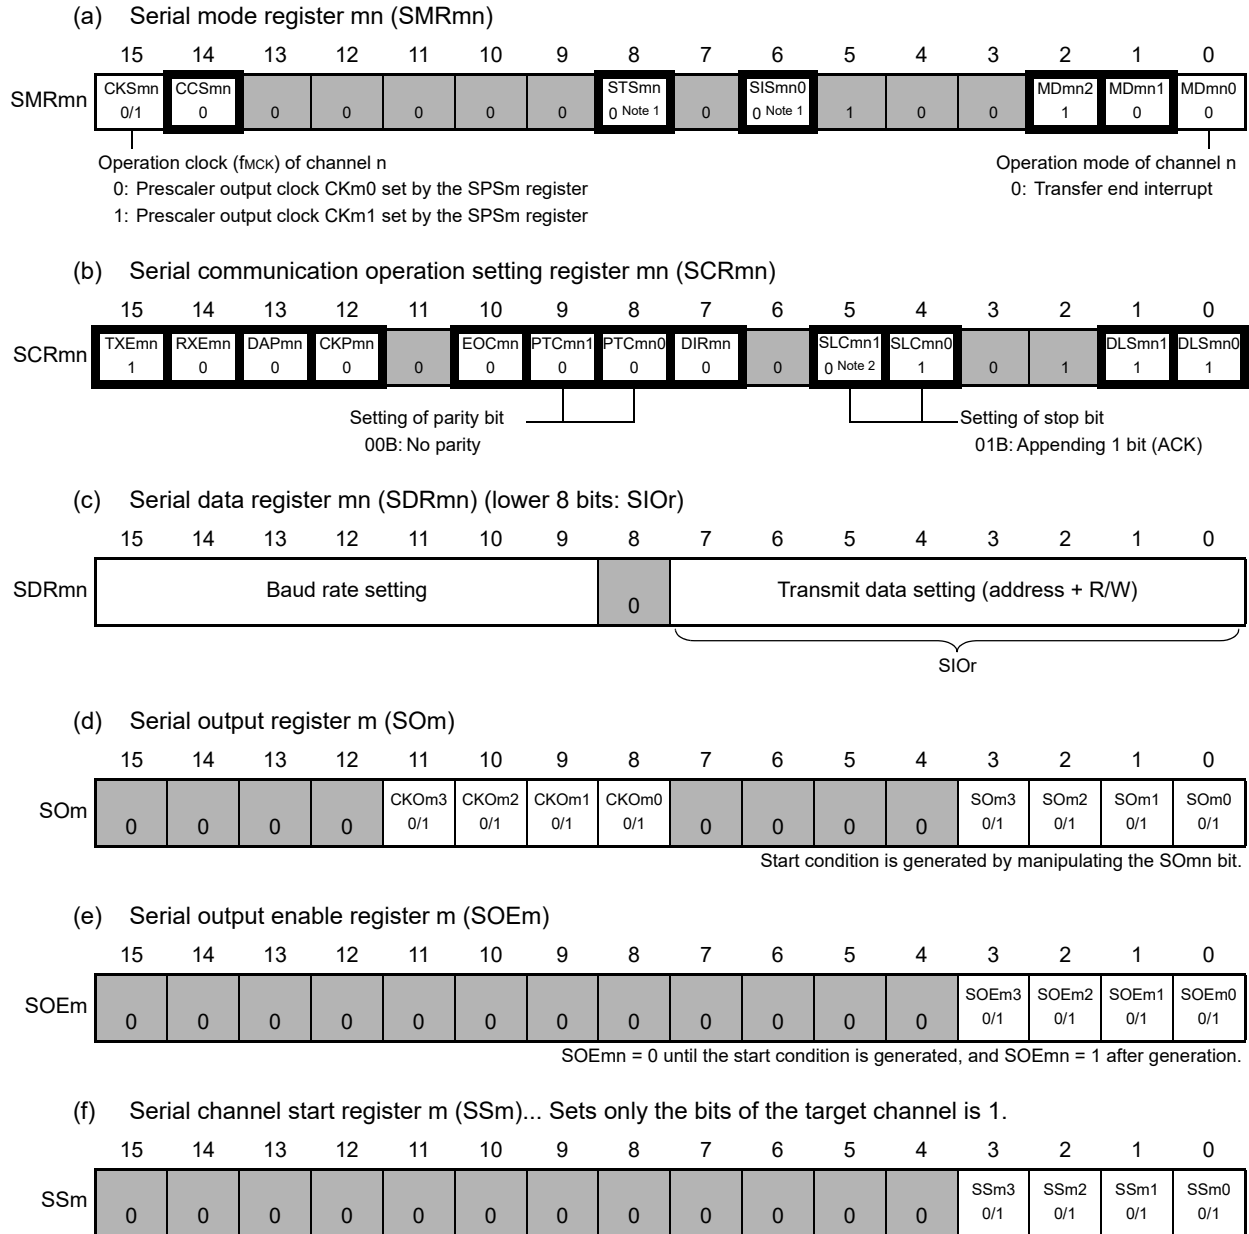 (a) Serial mode register mn (SMRmn)
15 14 13 12 11 10 9 8 7 6 5 4 3 2 1 0
SMRmn
CKSmn CCSmn STSmn SISmn0 MDmn2 MDmn1 MDmn0
0/1 0 0 0 0 0 0 0 Note 1 0 0 Note 1 1 0 0 1 0 0
Operation clock (fMCK) of channel n
0: Prescaler output clock CKm0 set by the SPSm register
1: Prescaler output clock CKm1 set by the SPSm register
Operation mode of channel n
0: Transfer end interrupt
(b) Serial communication operation setting register mn (SCRmn)
15 14 13 12 11 10 9 8 7 6 5 4 3 2 1 0
SCRmn
TXEmn RXEmn DAPmn CKPmn EOCmn PTCmn1 PTCmn0 DIRmn SLCmn1 SLCmn0 DLSmn1 DLSmn0
1 0 0 0 0 0 0 0 0 0 0 Note 2 1 0 1 1 1
Setting of parity bit
00B: No parity
Setting of stop bit
01B: Appending 1 bit (ACK)
(c) Serial data register mn (SDRmn) (lower 8 bits: SIOr)
15 14 13 12 11 10 9 8 7 6 5 4 3 2 1 0
SDRmn
Baud rate setting 0 Transmit data setting (address + R/W)
SIOr
(d) Serial output register m (SOm)
15 14 13 12 11 10 9 8 7 6 5 4 3 2 1 0
SOm
CKOm3 CKOm2 CKOm1 CKOm0 SOm3 SOm2 SOm1 SOm0
0 0 0 0 0/1 0/1 0/1 0/1 0 0 0 0 0/1 0/1 0/1 0/1
Start condition is generated by manipulating the SOmn bit.
(e) Serial output enable register m (SOEm)
15 14 13 12 11 10 9 8 7 6 5 4 3 2 1 0
SOEm
SOEm3 SOEm2 SOEm1 SOEm0
0 0 0 0 0 0 0 0 0 0 0 0 0/1 0/1 0/1 0/1
SOEmn = 0 until the start condition is generated, and SOEmn = 1 after generation.
(f) Serial channel start register m (SSm)... Sets only the bits of the target channel is 1.
15 14 13 12 11 10 9 8 7 6 5 4 3 2 1 0
SSm
SSm3 SSm2 SSm1 SSm0
0 0 0 0 0 0 0 0 0 0 0 0 0/1 0/1 0/1 0/1